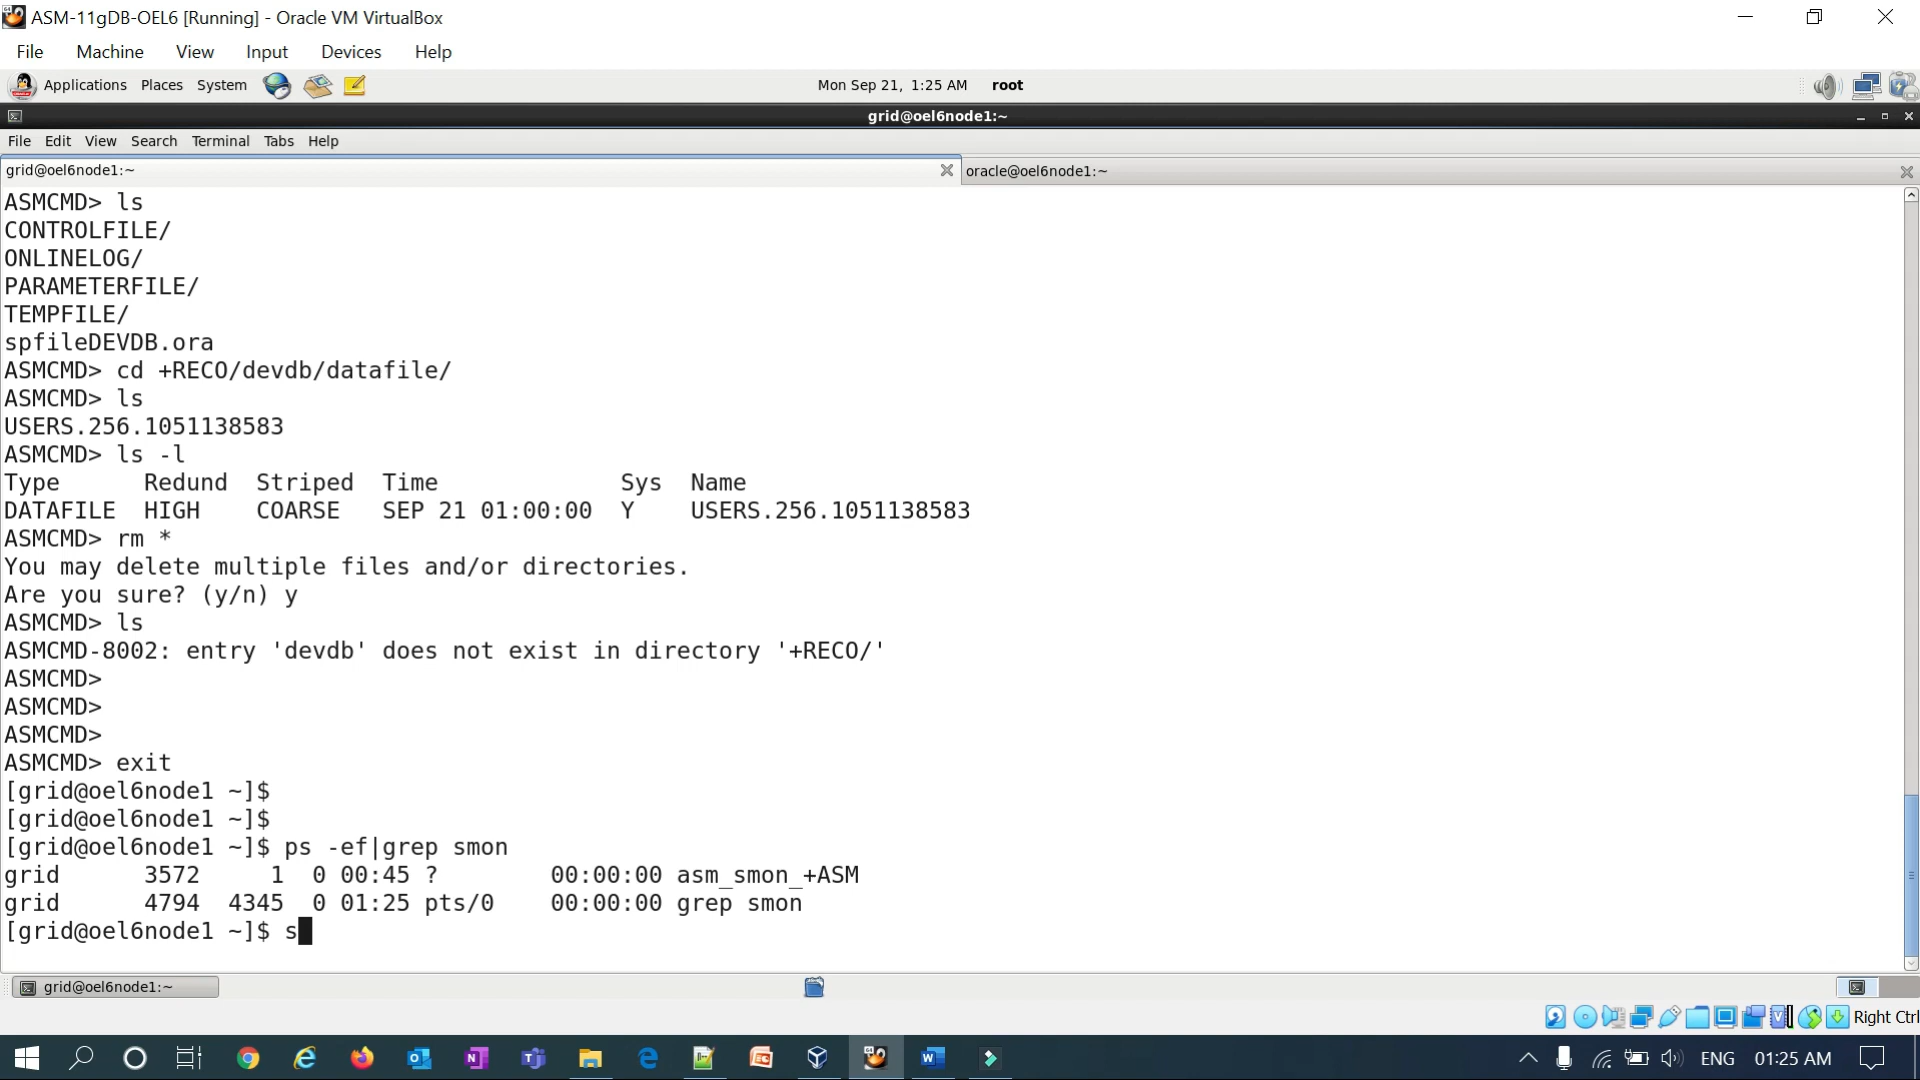 ASM-11gDB-OEL6 [Running] - Oracle VM VirtualBox
File Machine View Input Devices Help
Applications Places System Mon Sep 21, 1:25 AM root
grid@oel6node1:~
File Edit View Search Terminal Tabs Help
grid@oel6node1:~ oracle@oel6node1:~
ASMCMD> ls
CONTROLFILE/
ONLINELOG/
PARAMETERFILE/
TEMPFILE/
spfileDEVDB.ora
ASMCMD> cd +RECO/devdb/datafile/
ASMCMD> ls
USERS.256.1051138583
ASMCMD> ls -l
Type Redund Striped Time Sys Name
DATAFILE HIGH COARSE SEP 21 01:00:00 Y USERS.256.1051138583
ASMCMD> rm *
You may delete multiple files and/or directories.
Are you sure? (y/n) y
ASMCMD> ls
ASMCMD-8002: entry 'devdb' does not exist in directory '+RECO/'
ASMCMD>
ASMCMD>
ASMCMD>
ASMCMD> exit
[grid@oel6node1 ~]$
[grid@oel6node1 ~]$
[grid@oel6node1 ~]$ ps -ef|grep smon
grid 3572 1 0 00:45 ? 00:00:00 asm_smon_+ASM
grid 4794 4345 0 01:25 pts/0 00:00:00 grep smon
[grid@oel6node1 ~]$ s
grid@oel6node1:~
Right Ctrl
ENG 01:25 AM